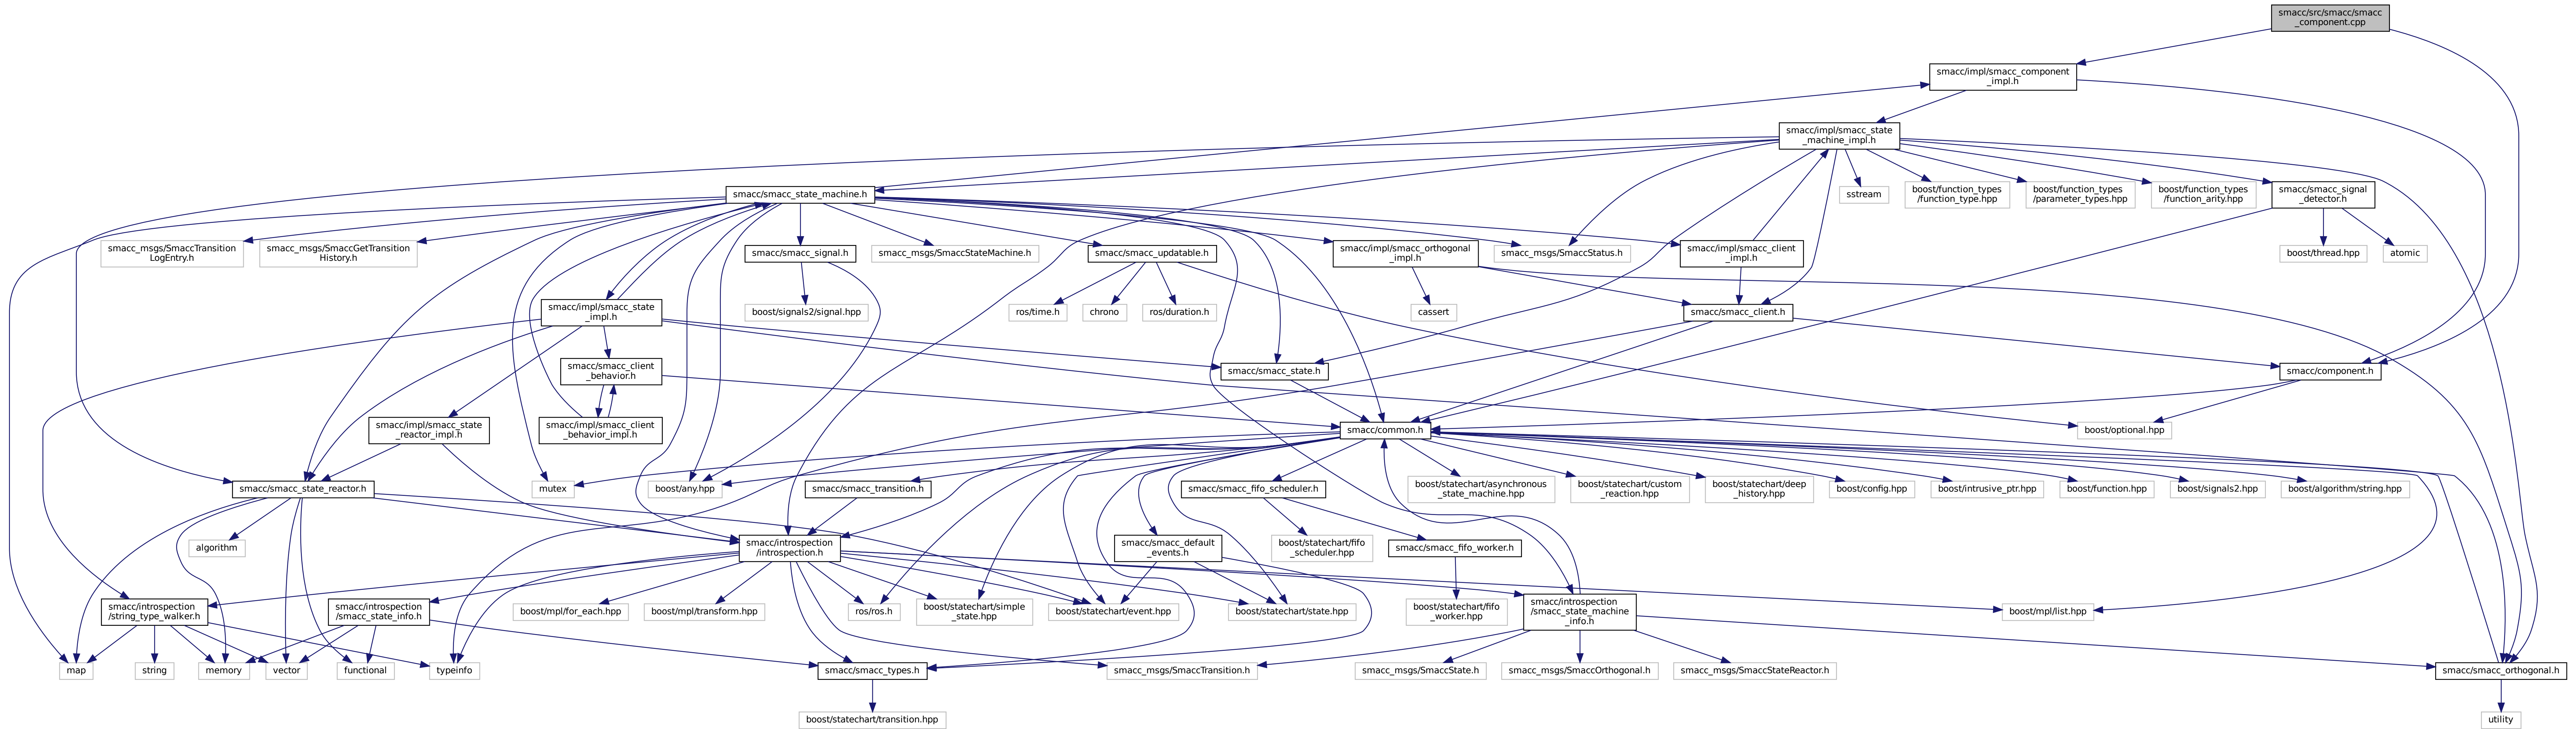 smacc/src/smacc/smacc
_component.cpp
smacc/impl/smacc_component
_impl.h
smacc/impl/smacc_state
_machine_impl.h
smacc/smacc_state_machine.h
sstream
boost/function_types
/function_type.hpp
boost/function_types
/parameter_types.hpp
boost/function_types
/function_arity.hpp
smacc/smacc_signal
_detector.h
smacc_msgs/SmaccTransition
LogEntry.h
smacc_msgs/SmaccGetTransition
History.h
smacc/smacc_signal.h
smacc_msgs/SmaccStateMachine.h
smacc/smacc_updatable.h
smacc/impl/smacc_orthogonal
_impl.h
smacc_msgs/SmaccStatus.h
smacc/impl/smacc_client
_impl.h
boost/thread.hpp
atomic
smacc/impl/smacc_state
_impl.h
boost/signals2/signal.hpp
ros/time.h
chrono
ros/duration.h
cassert
smacc/smacc_client.h
smacc/smacc_client
_behavior.h
smacc/smacc_state.h
smacc/component.h
smacc/impl/smacc_state
_reactor_impl.h
smacc/impl/smacc_client
_behavior_impl.h
smacc/common.h
boost/optional.hpp
smacc/smacc_state_reactor.h
mutex
boost/any.hpp
smacc/smacc_transition.h
smacc/smacc_fifo_scheduler.h
boost/statechart/asynchronous
_state_machine.hpp
boost/statechart/custom
_reaction.hpp
boost/statechart/deep
_history.hpp
boost/config.hpp
boost/intrusive_ptr.hpp
boost/function.hpp
boost/signals2.hpp
boost/algorithm/string.hpp
algorithm
smacc/introspection
/introspection.h
smacc/smacc_default
_events.h
boost/statechart/fifo
_scheduler.hpp
smacc/smacc_fifo_worker.h
smacc/introspection
/string_type_walker.h
smacc/introspection
/smacc_state_info.h
boost/mpl/for_each.hpp
boost/mpl/transform.hpp
ros/ros.h
boost/statechart/simple
_state.hpp
boost/statechart/event.hpp
boost/statechart/state.hpp
boost/statechart/fifo
_worker.hpp
smacc/introspection
/smacc_state_machine
_info.h
boost/mpl/list.hpp
map
string
memory
vector
functional
typeinfo
smacc/smacc_types.h
smacc_msgs/SmaccTransition.h
smacc_msgs/SmaccState.h
smacc_msgs/SmaccOrthogonal.h
smacc_msgs/SmaccStateReactor.h
smacc/smacc_orthogonal.h
boost/statechart/transition.hpp
utility